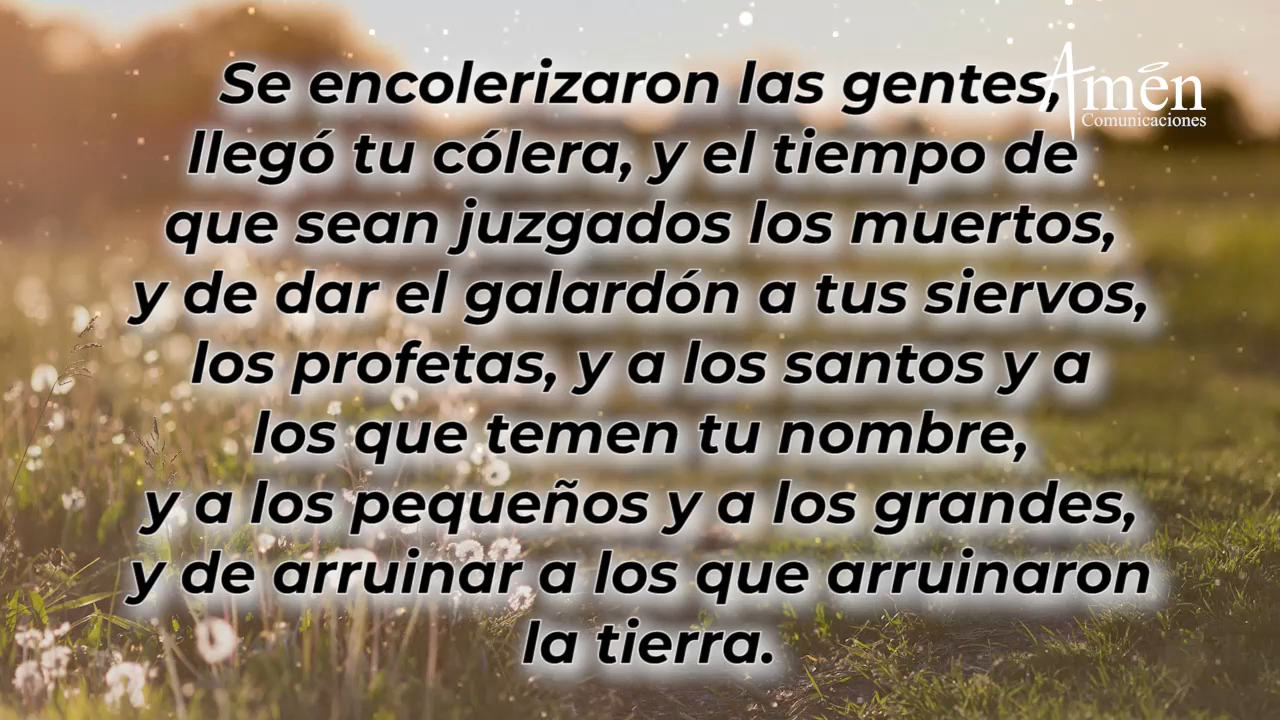 Se encolerizaron las gentes,
llegó tu cólera, y el tiempo de
que sean juzgados los muertos,
y de dar el galardón a tus siervos,
los profetas, y a los santos y a
los que temen tu nombre,
y a los pequeños y a los grandes,
y de arruinar a los que arruinaron
la tierra.
Amén
Comunicaciones